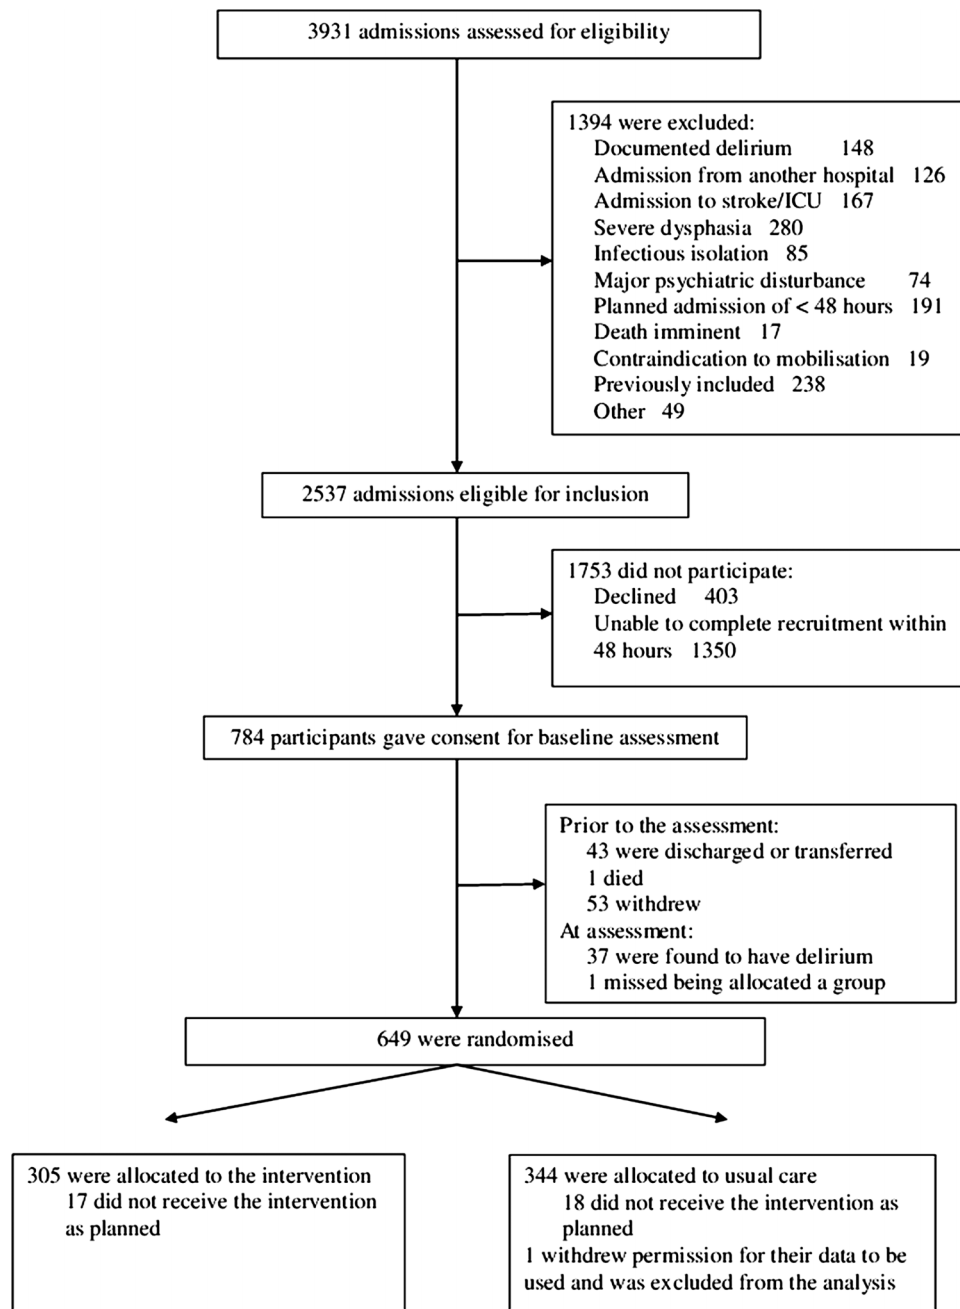 3931 admissions assessed for eligibility
1394 were excluded:
Documented delirium 148
Admission from another hospital 126
Admission to stroke/ICU 167
Severe dysphasia 280
Infectious isolation 85
Major psychiatric disturbance 74
Planned admission of < 48 hours 191
Death imminent 17
Contraindication to mobilisation 19
Previously included 238
Other 49
2537 admissions eligible for inclusion
1753 did not participate:
Declined 403
Unable to complete recruitment within
48 hours 1350
784 participants gave consent for baseline assessment
Prior to the assessment:
43 were discharged or transferred
1 died
53 withdrew
At assessment:
37 were found to have delirium
1 missed being allocated a group
649 were randomised
305 were allocated to the intervention
17 did not receive the intervention
as planned
344 were allocated to usual care
18 did not receive the intervention as
planned
1 withdrew permission for their data to be
used and was excluded from the analysis